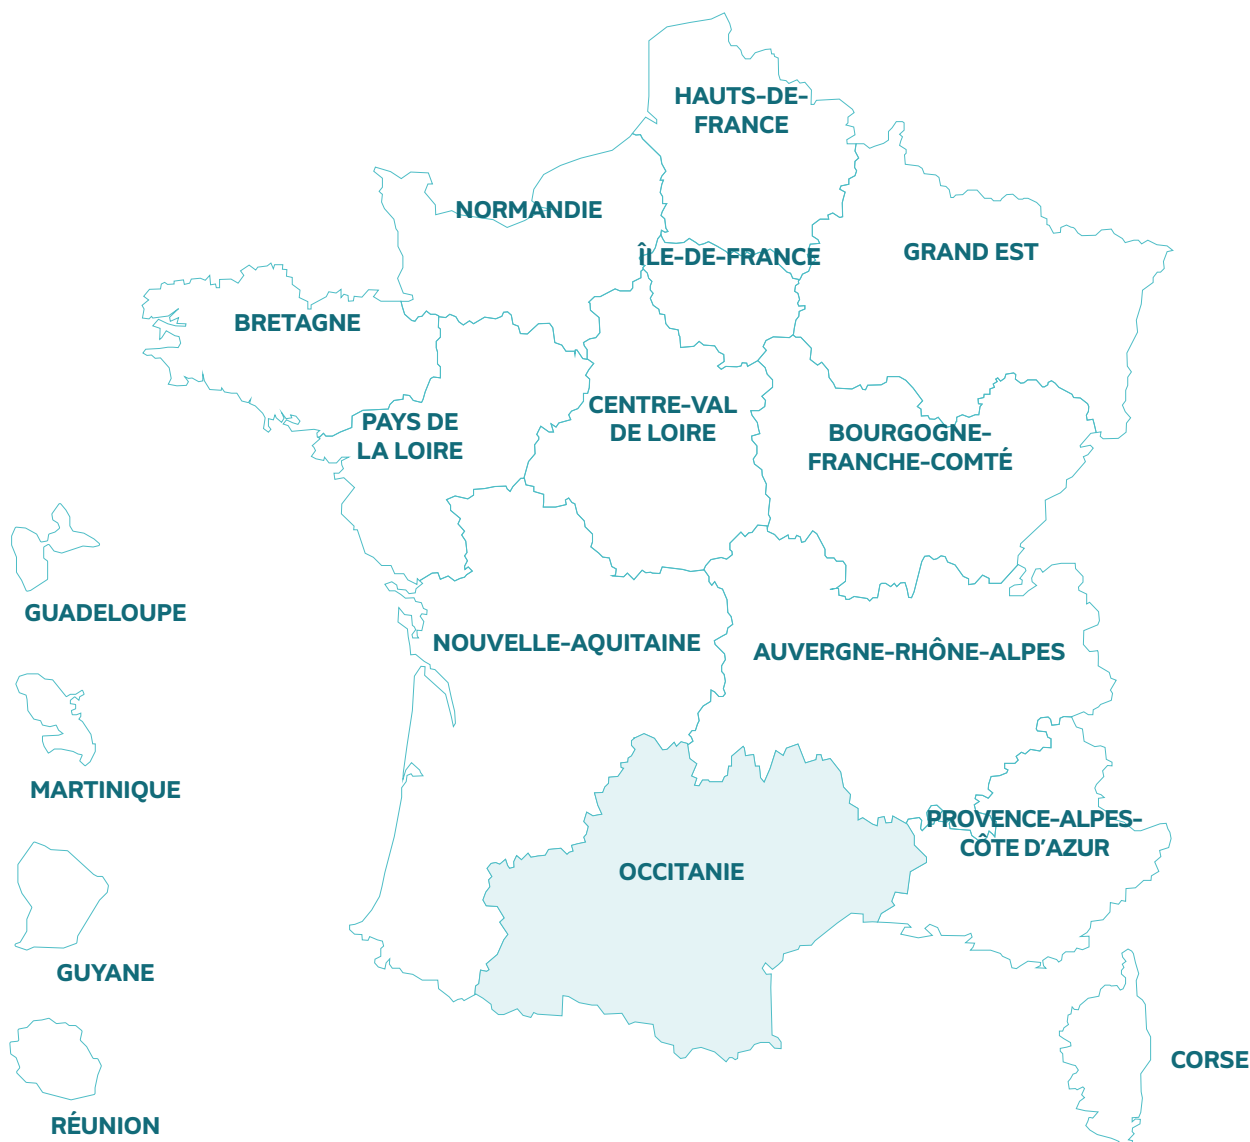 HAUTS-DE-
FRANCE
NORMANDIE
ÎLE-DE-FRANCE
GRAND EST
BRETAGNE
PAYS DE
LA LOIRE
CENTRE-VAL
DE LOIRE
BOURGOGNE-
FRANCHE-COMTÉ
GUADELOUPE
NOUVELLE-AQUITAINE
AUVERGNE-RHÔNE-ALPES
MARTINIQUE
PROVENCE-ALPES-
CÔTE D'AZUR
OCCITANIE
GUYANE
CORSE
RÉUNION